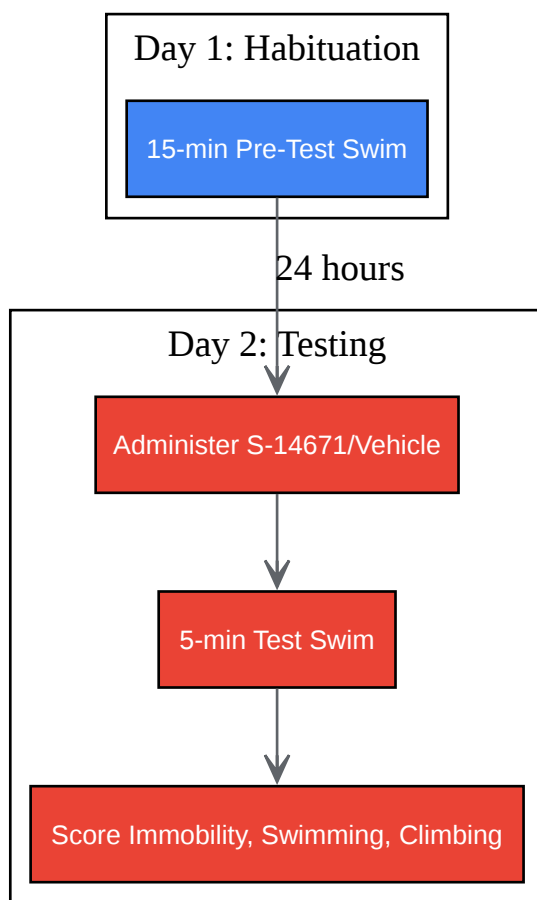 Day 1: Habituation
15-min Pre-Test Swim
24 hours
Day 2: Testing
Administer S-14671/Vehicle
5-min Test Swim
Score Immobility, Swimming, Climbing